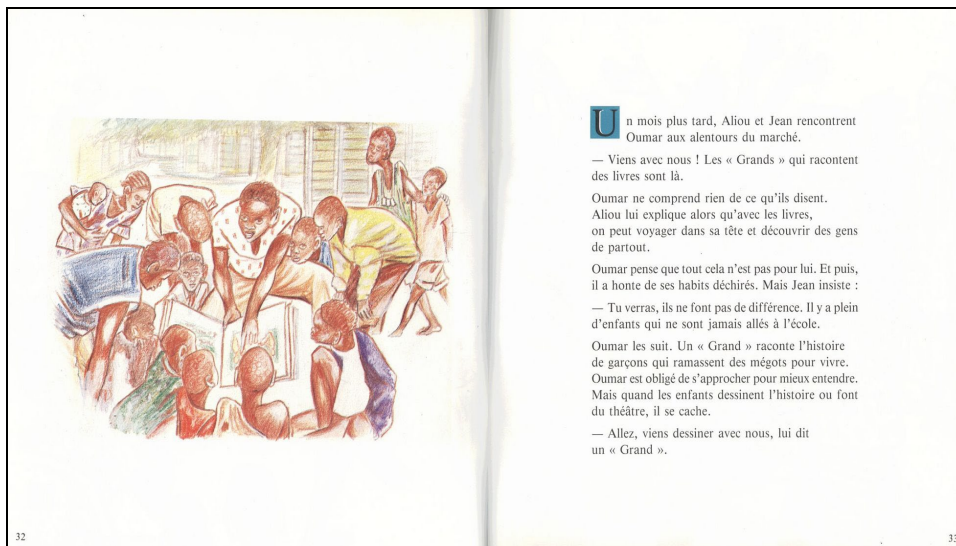 Un mois plus tard, Aliou et Jean rencontrent
Oumar aux alentours du marché.
— Viens avec nous ! Les « Grands » qui racontent
des livres sont là.
Oumar ne comprend rien de ce qu'ils disent.
Aliou lui explique alors qu'avec les livres,
on peut voyager dans sa tête et découvrir des gens
de partout.
Oumar pense que tout cela n'est pas pour lui. Et puis,
il a honte de ses habits déchirés. Mais Jean insiste :
— Tu verras, ils ne font pas de différence. Il y a plein
d'enfants qui ne sont jamais allés à l'école.
Oumar les suit. Un « Grand » raconte l'histoire
de garçons qui ramassent des mégots pour vivre.
Oumar est obligé de s'approcher pour mieux entendre.
Mais quand les enfants dessinent l'histoire ou font
du théâtre, il se cache.
— Allez, viens dessiner avec nous, lui dit
un « Grand ».
32
33